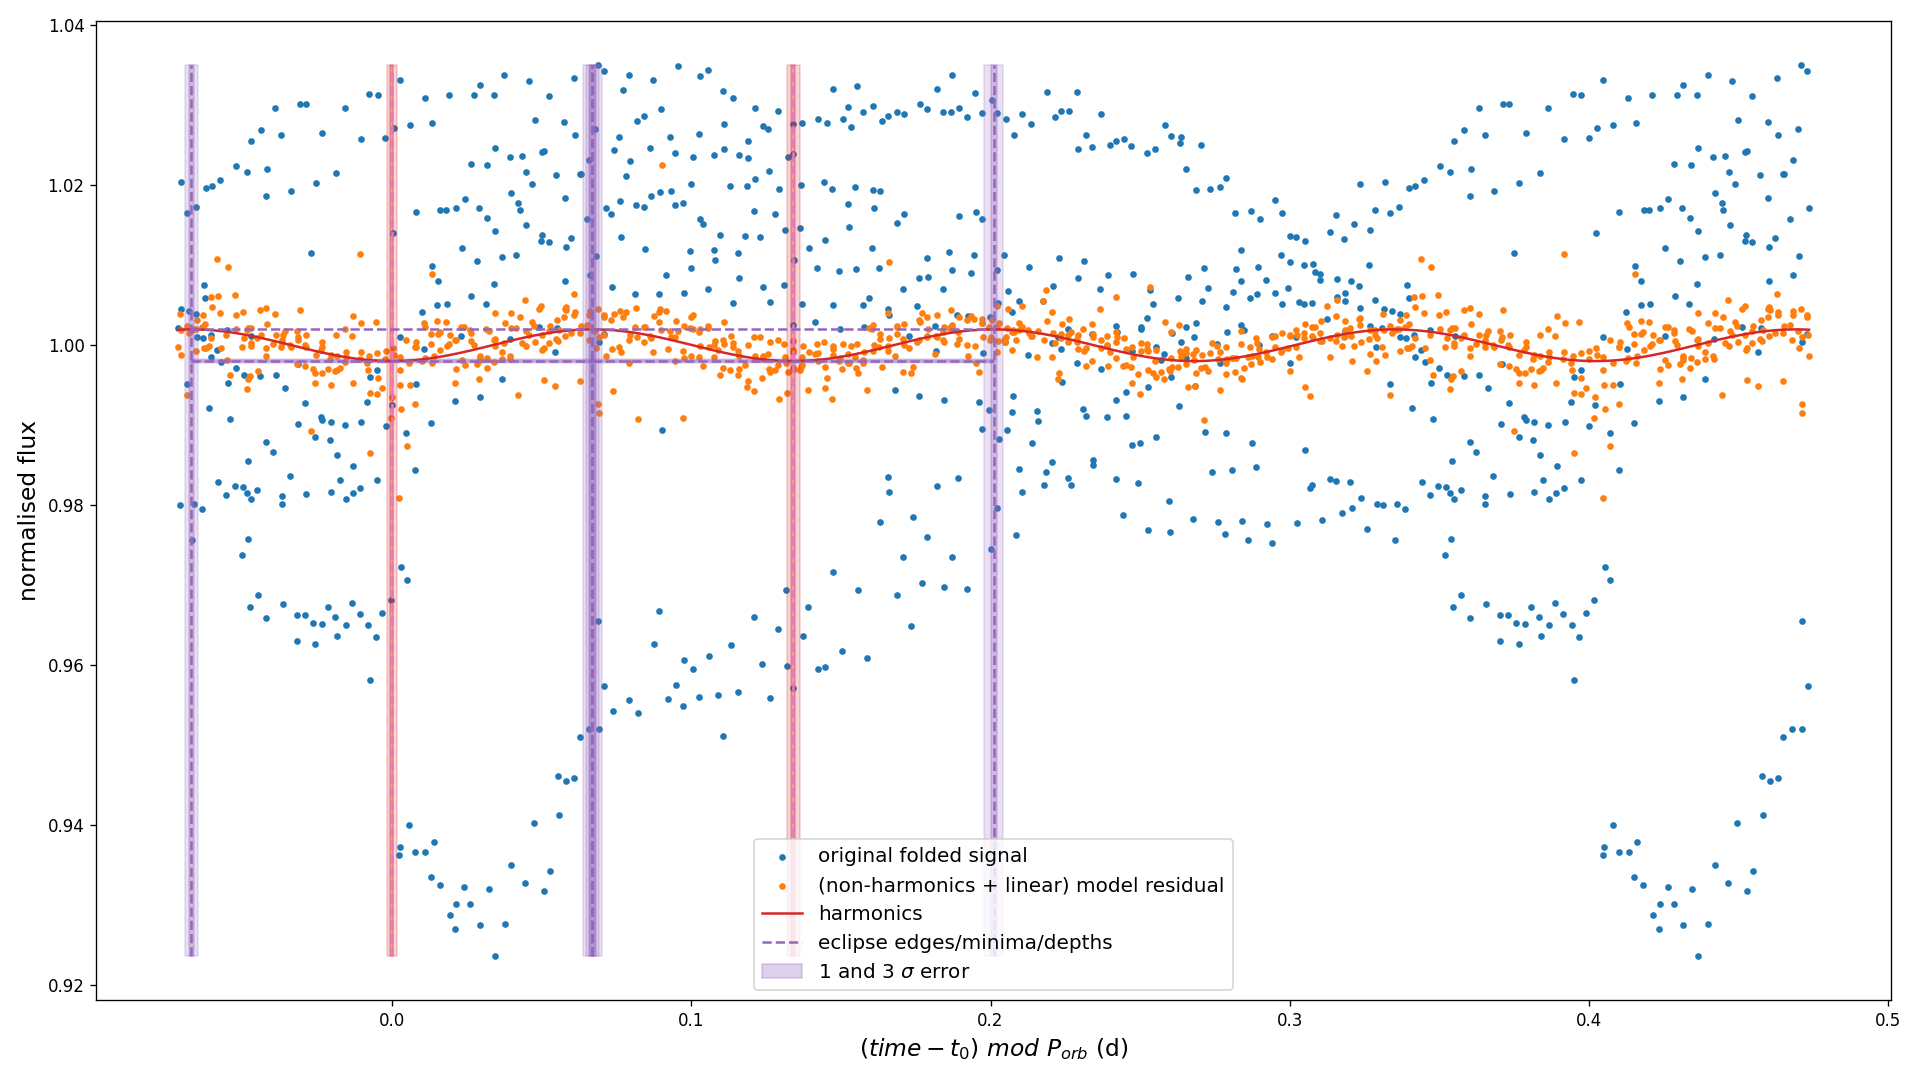 1.04
1.02
1.00
0.98
0.96
0.94
0.92
normalised flux
original folded signal
(non-harmonics + linear) model residual
harmonics
eclipse edges/minima/depths
1 and 3 σ error
0.0 0.1 0.2 0.3 0.4 0.5
(time − t₀) mod Pₒᵣb (d)